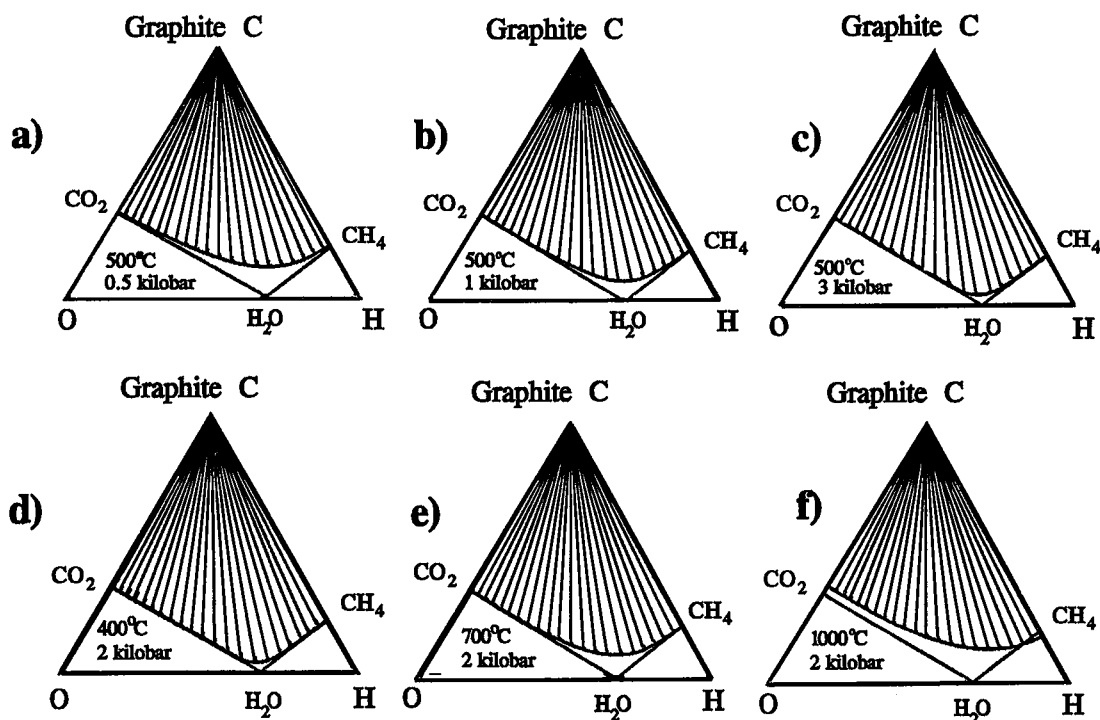 Graphite C
a)
CO2
CH4
500°C
0.5 kilobar
O
H2O
H
Graphite C
b)
CO2
CH4
500°C
1 kilobar
O
H2O
H
Graphite C
c)
CO2
CH4
500°C
3 kilobar
O
H2O
H
Graphite C
d)
CO2
CH4
400°C
2 kilobar
O
H2O
H
Graphite C
e)
CO2
CH4
700°C
2 kilobar
O
H2O
H
Graphite C
f)
CO2
CH4
1000°C
2 kilobar
O
H2O
H